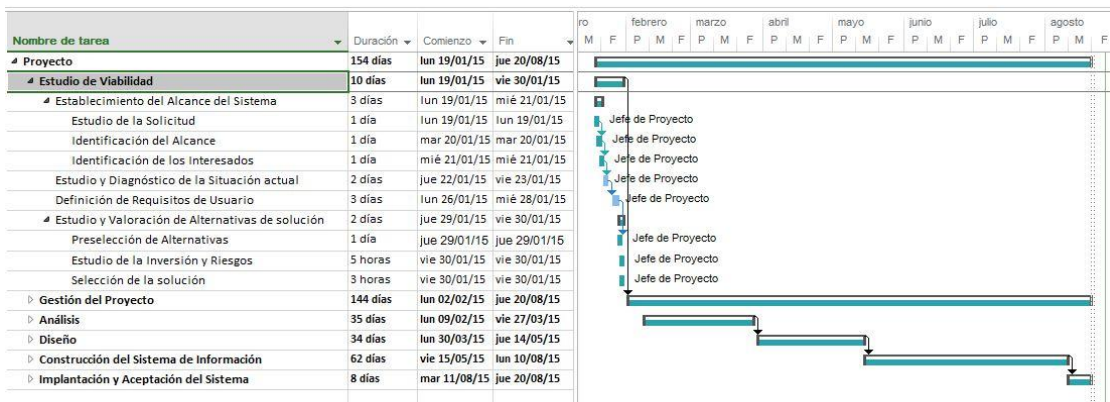 ro febrero marzo abril mayo junio julio agosto
Nombre de tarea Duración Comienzo Fin M F P M F P M F P M F P M F P M F P M F P M F
Proyecto 154 días lun 19/01/15 jue 20/08/15
Estudio de Viabilidad 10 días lun 19/01/15 vie 30/01/15
Establecimiento del Alcance del Sistema 3 días lun 19/01/15 mié 21/01/15
Estudio de la Solicitud 1 día lun 19/01/15 lun 19/01/15 Jefe de Proyecto
Identificación del Alcance 1 día mar 20/01/15 mar 20/01/15 Jefe de Proyecto
Identificación de los Interesados 1 día mié 21/01/15 mié 21/01/15 Jefe de Proyecto
Estudio y Diagnóstico de la Situación actual 2 días jue 22/01/15 vie 23/01/15 Jefe de Proyecto
Definición de Requisitos de Usuario 3 días lun 26/01/15 mié 28/01/15 Jefe de Proyecto
Estudio y Valoración de Alternativas de solución 2 días jue 29/01/15 vie 30/01/15
Preselección de Alternativas 1 día jue 29/01/15 jue 29/01/15 Jefe de Proyecto
Estudio de la Inversión y Riesgos 5 horas vie 30/01/15 vie 30/01/15 Jefe de Proyecto
Selección de la solución 3 horas vie 30/01/15 vie 30/01/15 Jefe de Proyecto
Gestión del Proyecto 144 días lun 02/02/15 jue 20/08/15
Análisis 35 días lun 09/02/15 vie 27/03/15
Diseño 34 días lun 30/03/15 jue 14/05/15
Construcción del Sistema de Información 62 días vie 15/05/15 lun 10/08/15
Implantación y Aceptación del Sistema 8 días mar 11/08/15 jue 20/08/15